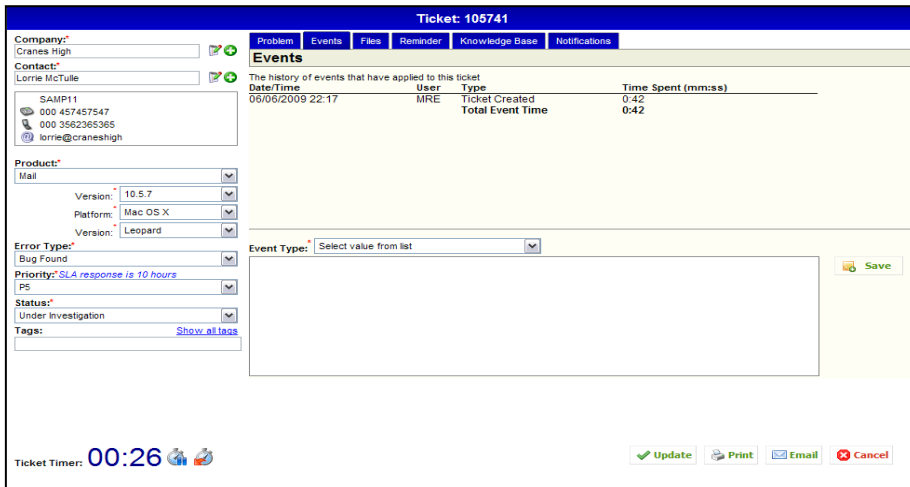 Ticket: 105741
Company:*
Cranes High
Contact:*
Lorrie McTulle
SAMP11
000 457457547
000 3562365365
lorrie@craneshigh
Product:*
Mail
Version:* 10.5.7
Platform:* Mac OS X
Version:* Leopard
Error Type:*
Bug Found
Priority:*SLA response is 10 hours
P5
Status:*
Under Investigation
Tags: Show all tags
Problem Events Files Reminder Knowledge Base Notifications
Events
The history of events that have applied to this ticket
Date/Time User Type Time Spent (mm:ss)
06/06/2009 22:17 MRE Ticket Created 0:42
Total Event Time 0:42
Event Type:* Select value from list
Save
Ticket Timer: 00:26
Update Print Email Cancel